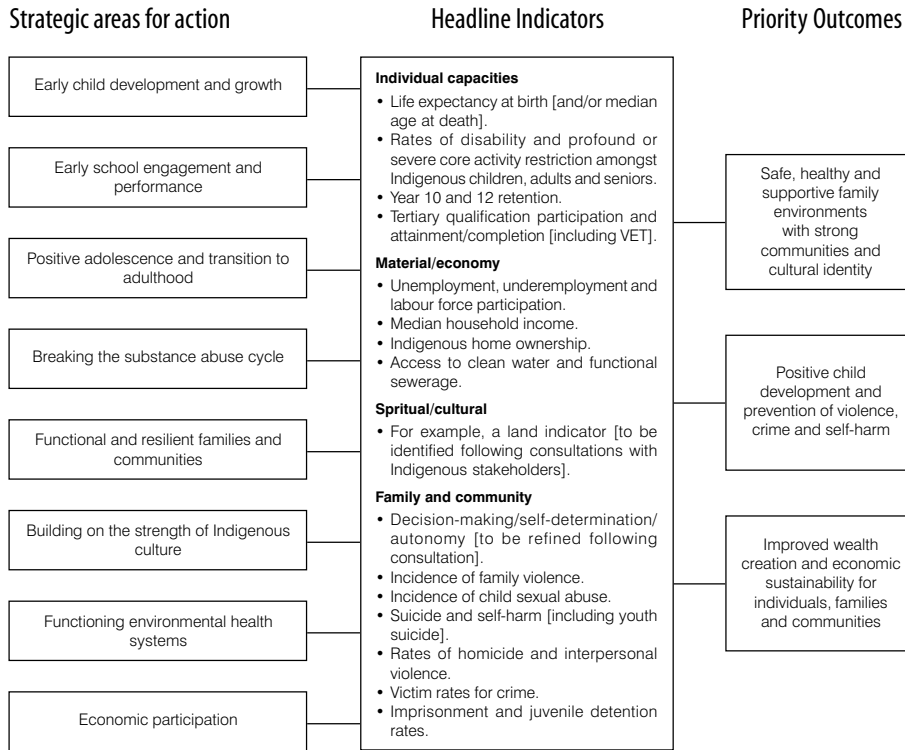 Strategic areas for action
Early child development and growth
Early school engagement and
performance
Positive adolescence and transition to
adulthood
Breaking the substance abuse cycle
Functional and resilient families and
communities
Building on the strength of Indigenous
culture
Functioning environmental health
systems
Economic participation
Headline Indicators
Individual capacities
• Life expectancy at birth [and/or median
age at death].
• Rates of disability and profound or
severe core activity restriction amongst
Indigenous children, adults and seniors.
• Year 10 and 12 retention.
• Tertiary qualification participation and
attainment/completion [including VET].
Material/economy
• Unemployment, underemployment and
labour force participation.
• Median household income.
• Indigenous home ownership.
• Access to clean water and functional
sewerage.
Spritual/cultural
• For example, a land indicator [to be
identified following consultations with
Indigenous stakeholders].
Family and community
• Decision-making/self-determination/
autonomy [to be refined following
consultation].
• Incidence of family violence.
• Incidence of child sexual abuse.
• Suicide and self-harm [including youth
suicide].
• Rates of homicide and interpersonal
violence.
• Victim rates for crime.
• Imprisonment and juvenile detention
rates.
Priority Outcomes
Safe, healthy and
supportive family
environments
with strong
communities and
cultural identity
Positive child
development and
prevention of violence,
crime and self-harm
Improved wealth
creation and economic
sustainability for
individuals, families
and communities